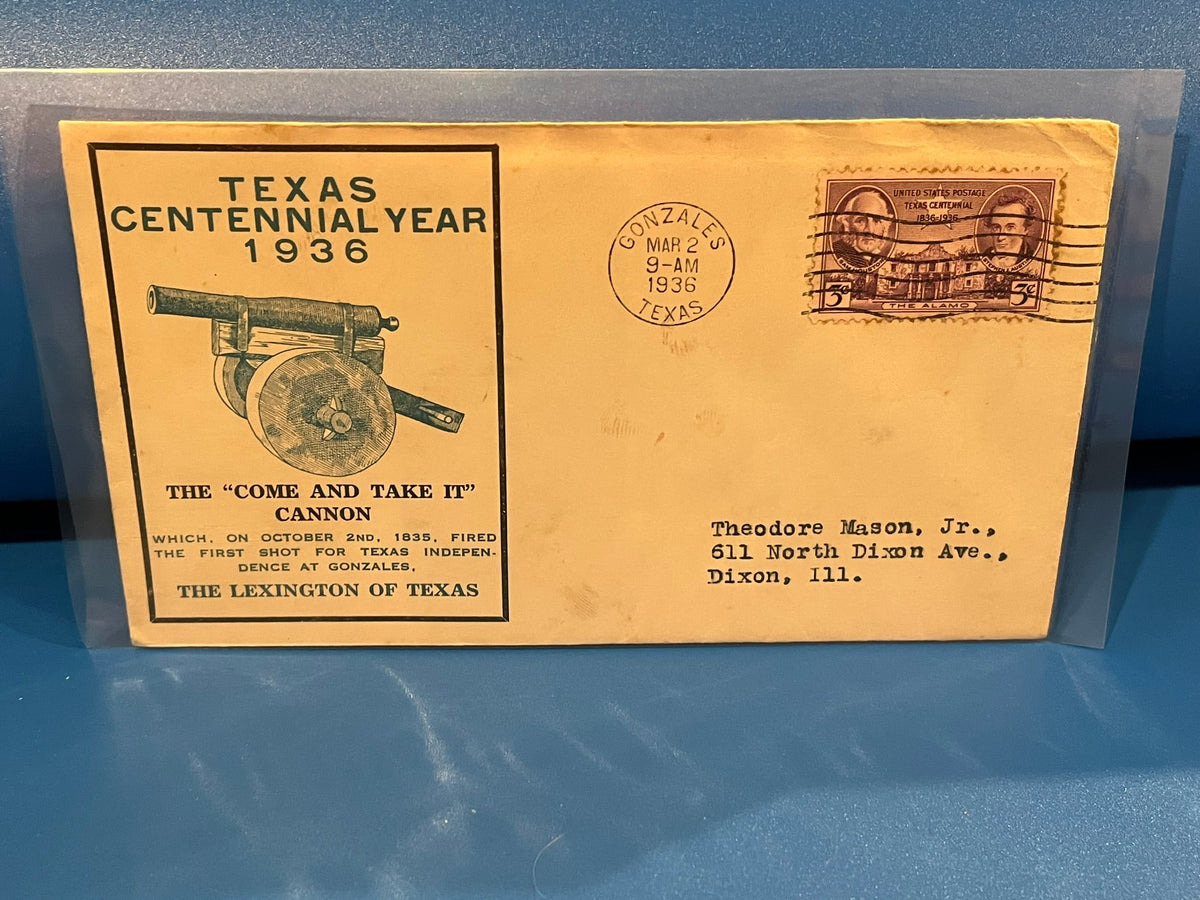 TEXAS
CENTENNIAL YEAR
1936
THE “COME AND TAKE IT”
CANNON
WHICH, ON OCTOBER 2ND, 1835, FIRED
THE FIRST SHOT FOR TEXAS INDEPEN-
DENCE AT GONZALES,
THE LEXINGTON OF TEXAS
GONZALES
MAR 2
9-AM
1936
TEXAS
UNITED STATES POSTAGE
TEXAS CENTENNIAL
1836-1936
3¢
3¢
THE ALAMO
Theodore Mason, Jr.,
611 North Dixon Ave.,
Dixon, Ill.